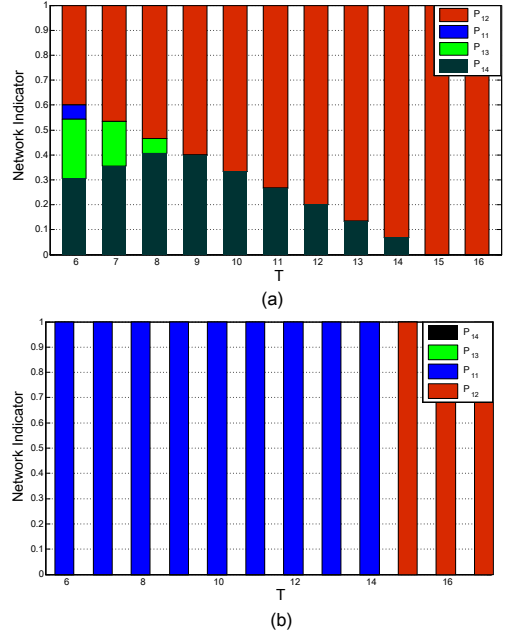 1
0.9
0.8
0.7
0.6
0.5
0.4
0.3
0.2
0.1
0
Network Indicator
P12
P11
P13
P14
6 7 8 9 10 11 12 13 14 15 16
T
(a)
1
0.9
0.8
0.7
0.6
0.5
0.4
0.3
0.2
0.1
0
Network Indicator
P14
P13
P11
P12
6 8 10 12 14 16
T
(b)